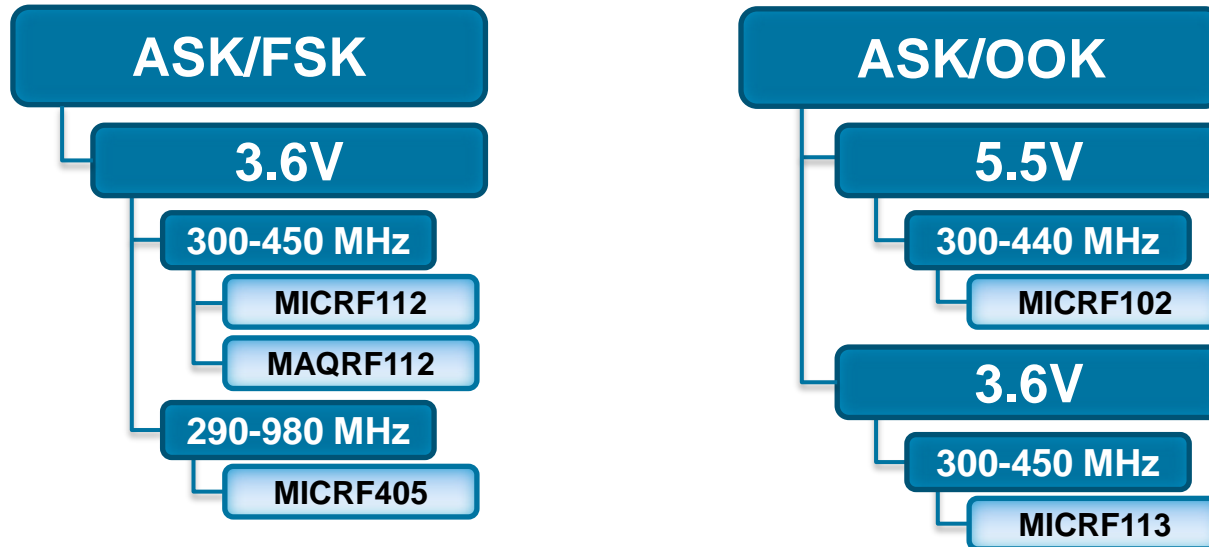 ASK/FSK
3.6V
300-450 MHz
MICRF112
MAQRF112
290-980 MHz
MICRF405
ASK/OOK
5.5V
300-440 MHz
MICRF102
3.6V
300-450 MHz
MICRF113